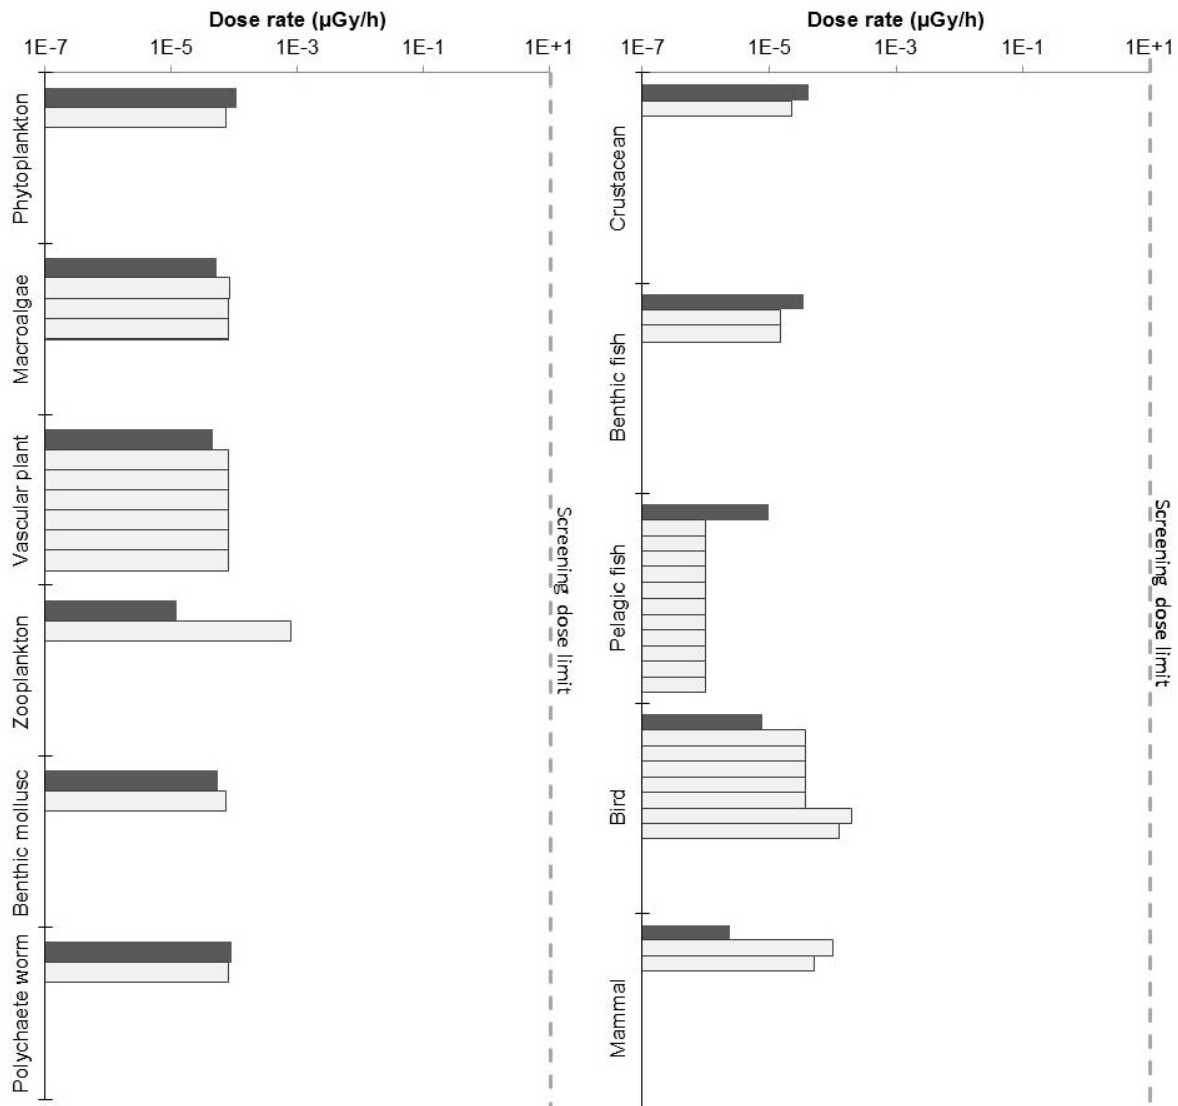 Dose rate (µGy/h)
1E-7 1E-5 1E-3 1E-1 1E+1
Phytoplankton
Macroalgae
Vascular plant
Zooplankton
Benthic mollusc
Polychaete worm
Screening dose limit
Dose rate (µGy/h)
1E-7 1E-5 1E-3 1E-1 1E+1
Crustacean
Benthic fish
Pelagic fish
Bird
Mammal
Screening dose limit